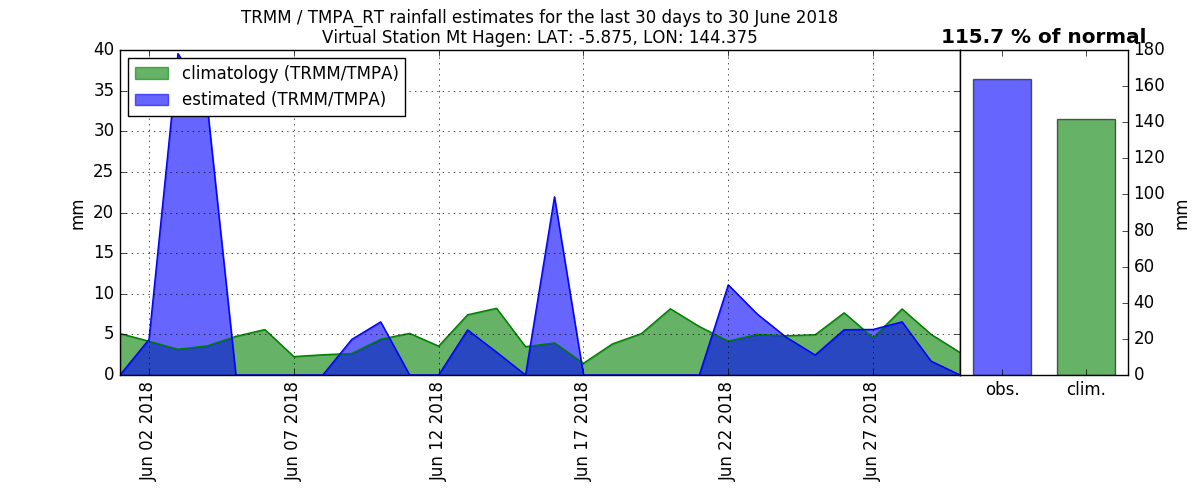 TRMM / TMPA_RT rainfall estimates for the last 30 days to 30 June 2018
Virtual Station Mt Hagen: LAT: -5.875, LON: 144.375
115.7 % of normal
climatology (TRMM/TMPA)
estimated (TRMM/TMPA)
40
35
30
25
20
15
10
5
0
mm
180
160
140
120
100
80
60
40
20
0
mm
Jun 02 2018
Jun 07 2018
Jun 12 2018
Jun 17 2018
Jun 22 2018
Jun 27 2018
obs.
clim.